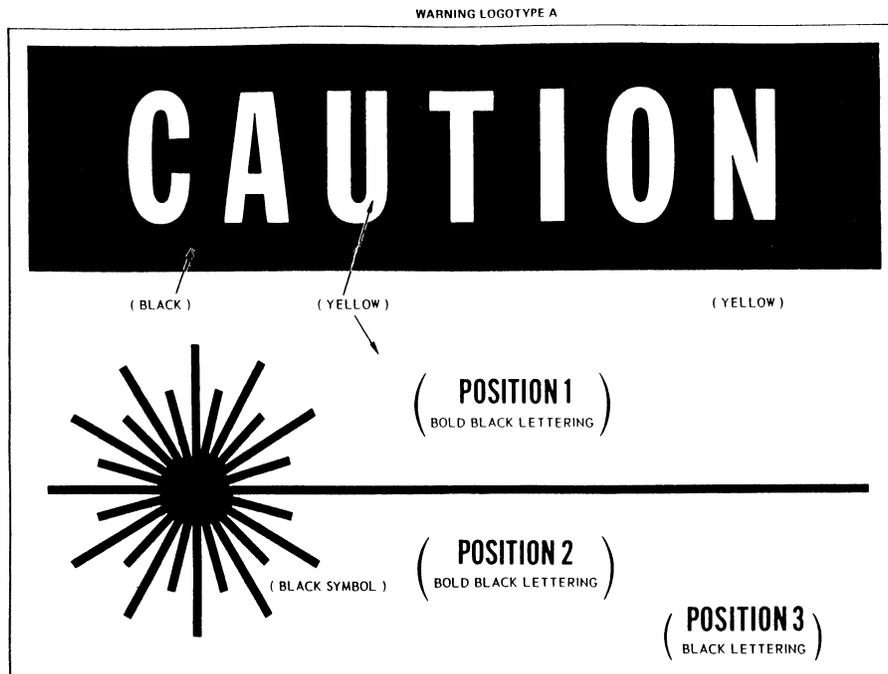 WARNING LOGOTYPE A
CAUTION
( BLACK )
( YELLOW )
( YELLOW )
( POSITION 1
BOLD BLACK LETTERING )
( POSITION 2
BOLD BLACK LETTERING )
( BLACK SYMBOL )
( POSITION 3
BLACK LETTERING )